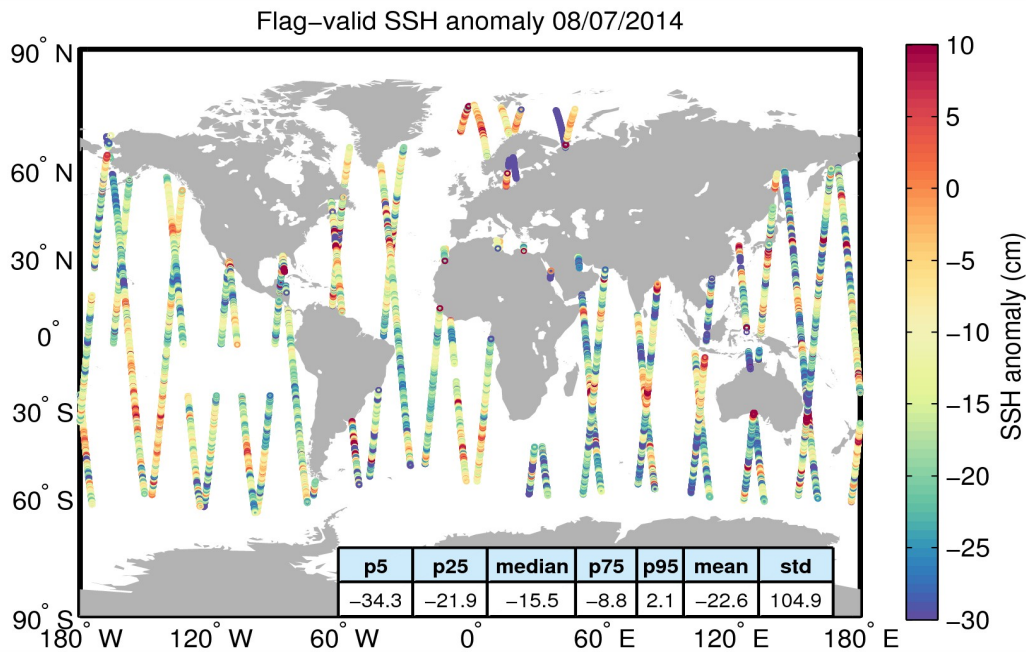 Flag−valid SSH anomaly 08/07/2014
90° N
60° N
30° N
0°
30° S
60° S
90° S
180° W
120° W
60° W
0°
60° E
120° E
180° E
p5 p25 median p75 p95 mean std
−34.3 −21.9 −15.5 −8.8 2.1 −22.6 104.9
10
5
0
−5
−10
−15
−20
−25
−30
SSH anomaly (cm)